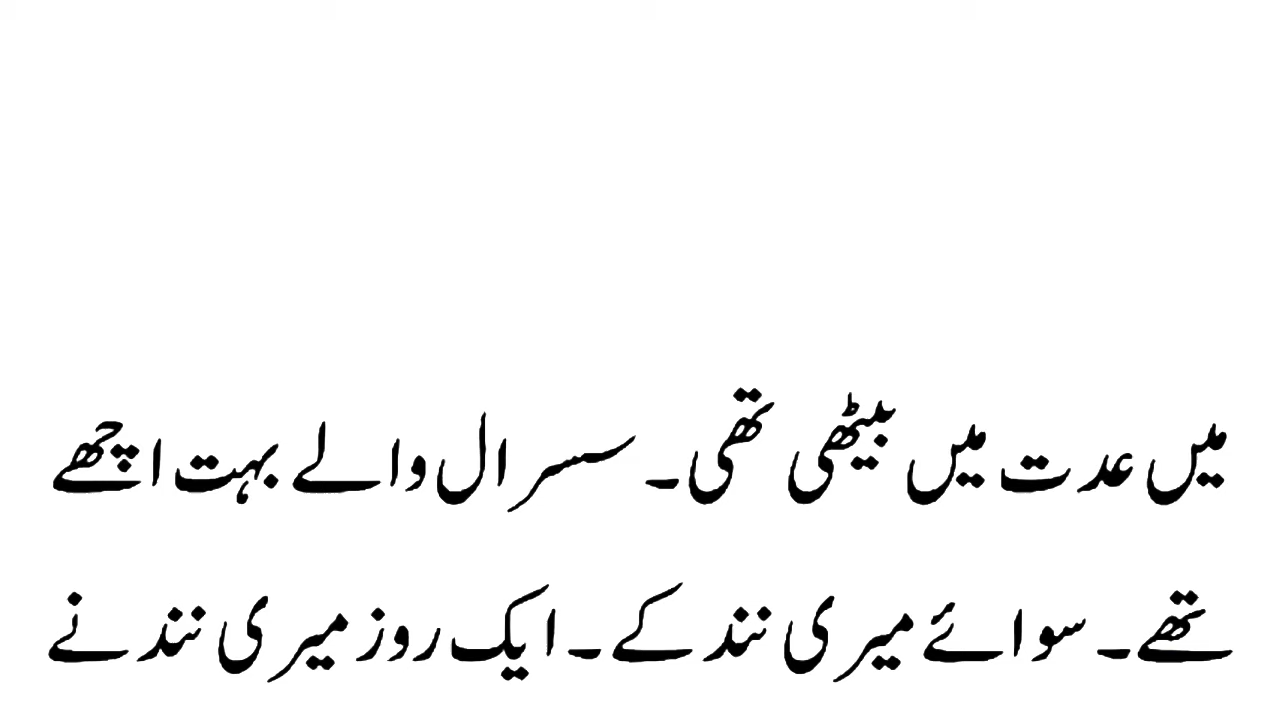 میں عدت میں بیٹھی تھی۔ سسرال والے بہت اچھے
تھے۔ سوائے میری نند کے۔ ایک روز میری نند نے